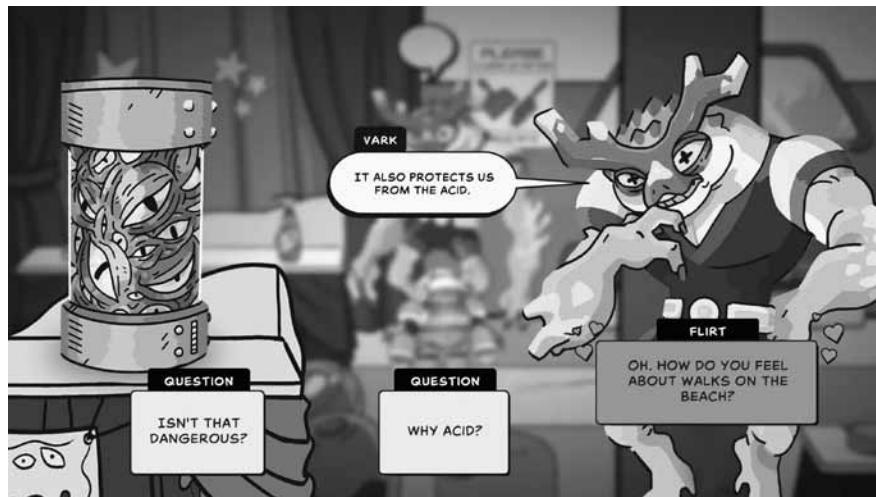 PLEASE
VARK
IT ALSO PROTECTS US
FROM THE ACID.
FLIRT
OH. HOW DO YOU FEEL
ABOUT WALKS ON THE
BEACH?
QUESTION
ISN'T THAT
DANGEROUS?
QUESTION
WHY ACID?